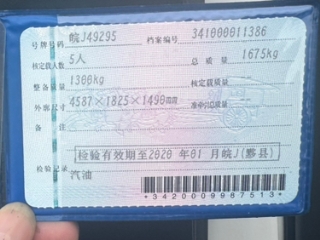 号牌号码 皖J49295 档案编号 341000011386
核定载人数 5人 总质量 1675kg
整备质量 1300kg 核定载质量
外廓尺寸 4587×1825×1490mm 准牵引总质量
备注
检验有效期至2020年01月皖J(黟县)
检验记录
汽油
*3420009987513*